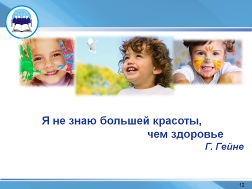 Я не знаю большей красоты,
чем здоровье
Г. Гейне
12